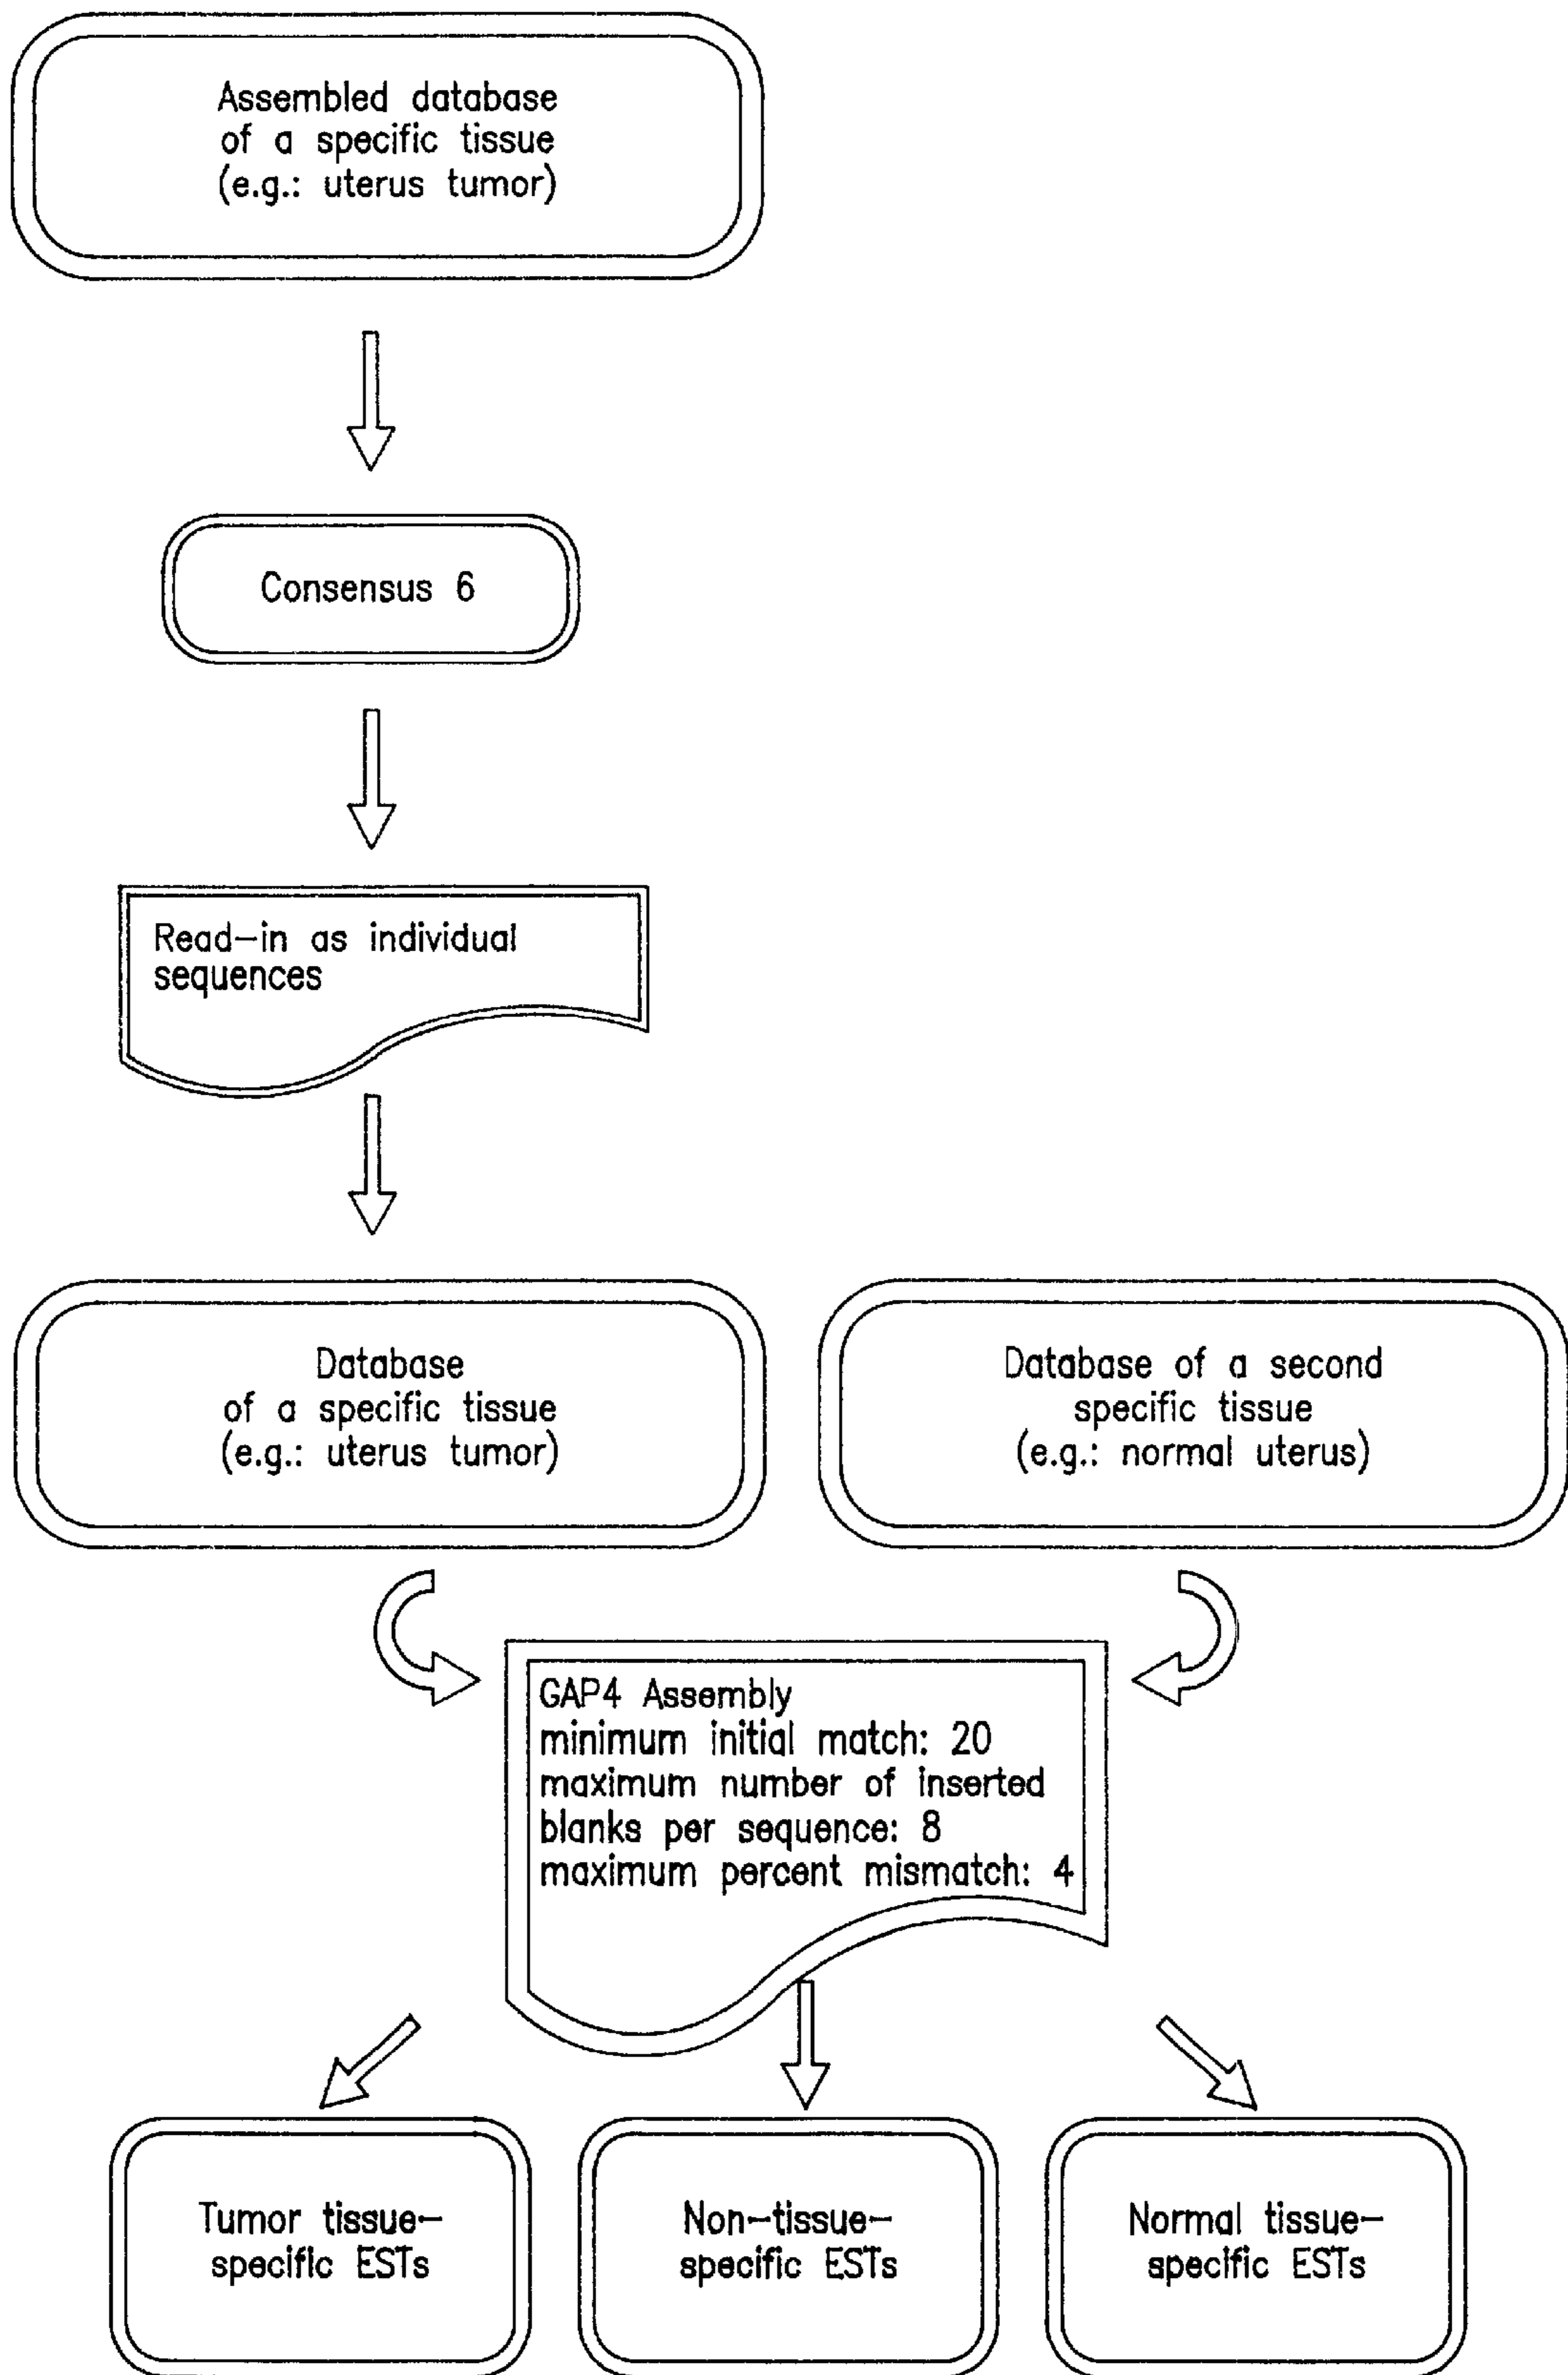 Assembled database
of a specific tissue
(e.g.: uterus tumor)
Consensus 6
Read-in as individual
sequences
Database
of a specific tissue
(e.g.: uterus tumor)
Database of a second
specific tissue
(e.g.: normal uterus)
GAP4 Assembly
minimum initial match: 20
maximum number of inserted
blanks per sequence: 8
maximum percent mismatch: 4
Tumor tissue-
specific ESTs
Non-tissue-
specific ESTs
Normal tissue-
specific ESTs